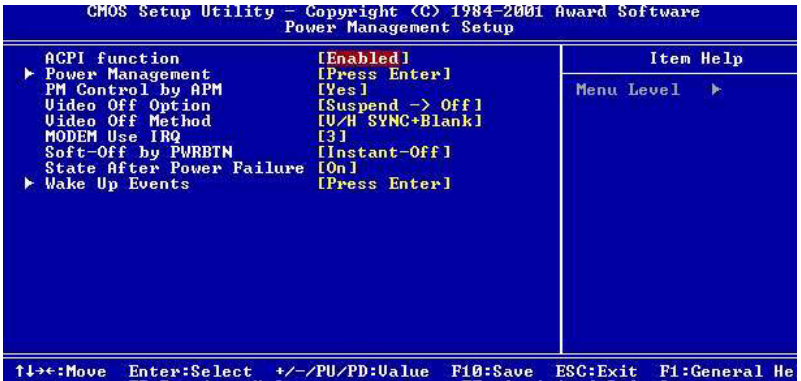 CMOS Setup Utility - Copyright (C) 1984-2001 Award Software
Power Management Setup
ACPI function [Enabled]
▶ Power Management [Press Enter]
PM Control by APM [Yes]
Video Off Option [Suspend -> Off]
Video Off Method [V/H SYNC+Blank]
MODEM Use IRQ [3]
Soft-Off by PWRBTN [Instant-Off]
State After Power Failure [On]
▶ Wake Up Events [Press Enter]
Item Help
Menu Level ▶
↑↓→←:Move Enter:Select +/-/PU/PD:Value F10:Save ESC:Exit F1:General He